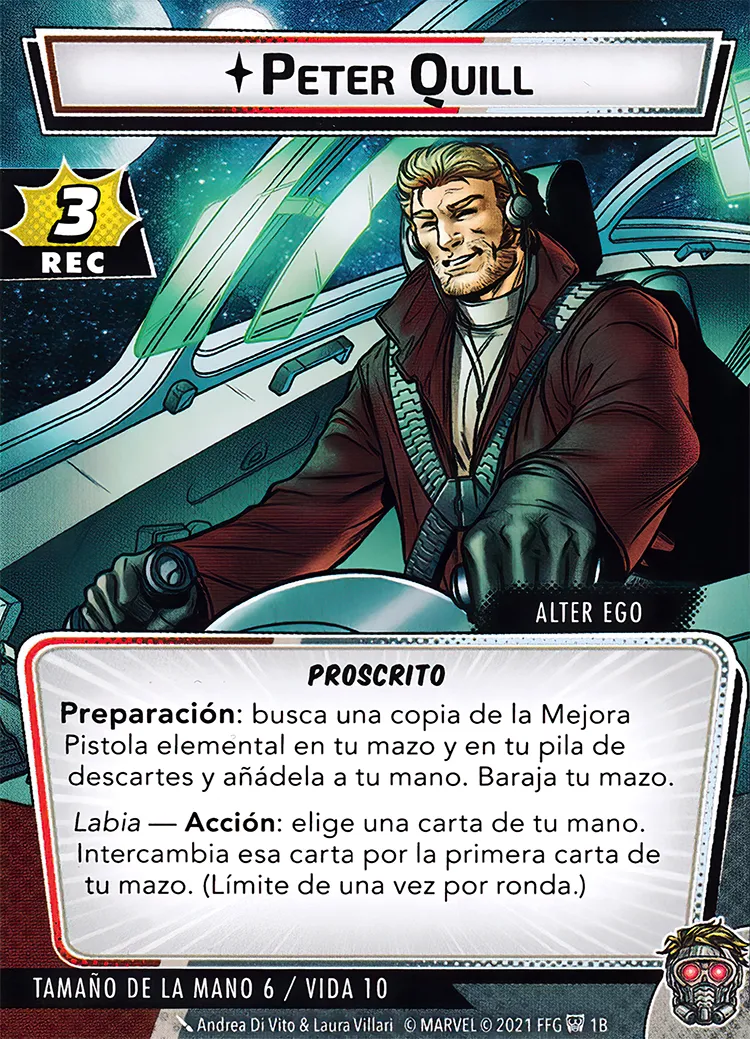 Peter Quill
3
REC
ALTER EGO
PROSCRITO
Preparación: busca una copia de la Mejora
Pistola elemental en tu mazo y en tu pila de
descartes y añádela a tu mano. Baraja tu mazo.
Labia — Acción: elige una carta de tu mano.
Intercambia esa carta por la primera carta de
tu mazo. (Límite de una vez por ronda.)
TAMAÑO DE LA MANO 6 / VIDA 10
Andrea Di Vito & Laura Villari © MARVEL © 2021 FFG 1B